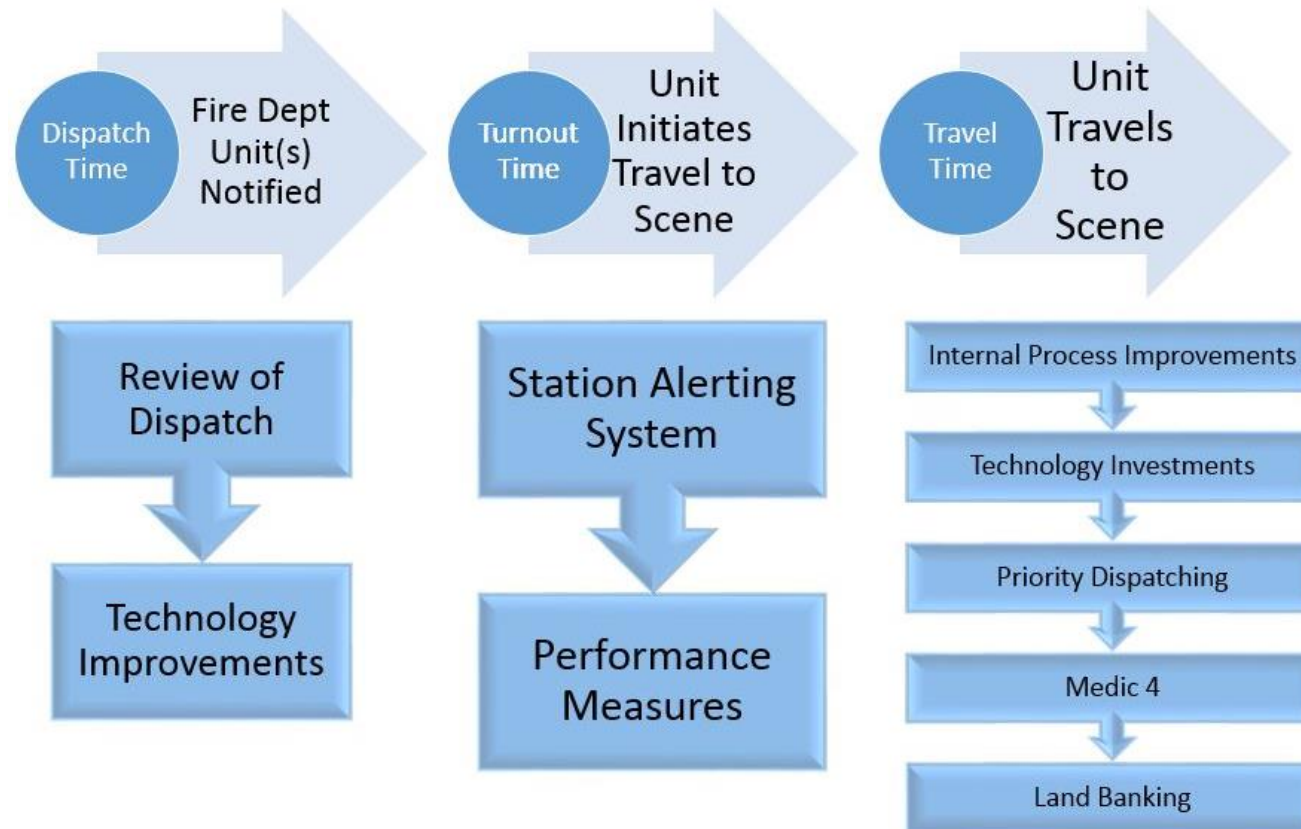 Dispatch
Time
Fire Dept
Unit(s)
Notified
Turnout
Time
Unit
Initiates
Travel to
Scene
Travel
Time
Unit
Travels
to
Scene
Review of
Dispatch
Technology
Improvements
Station Alerting
System
Performance
Measures
Internal Process Improvements
Technology Investments
Priority Dispatching
Medic 4
Land Banking